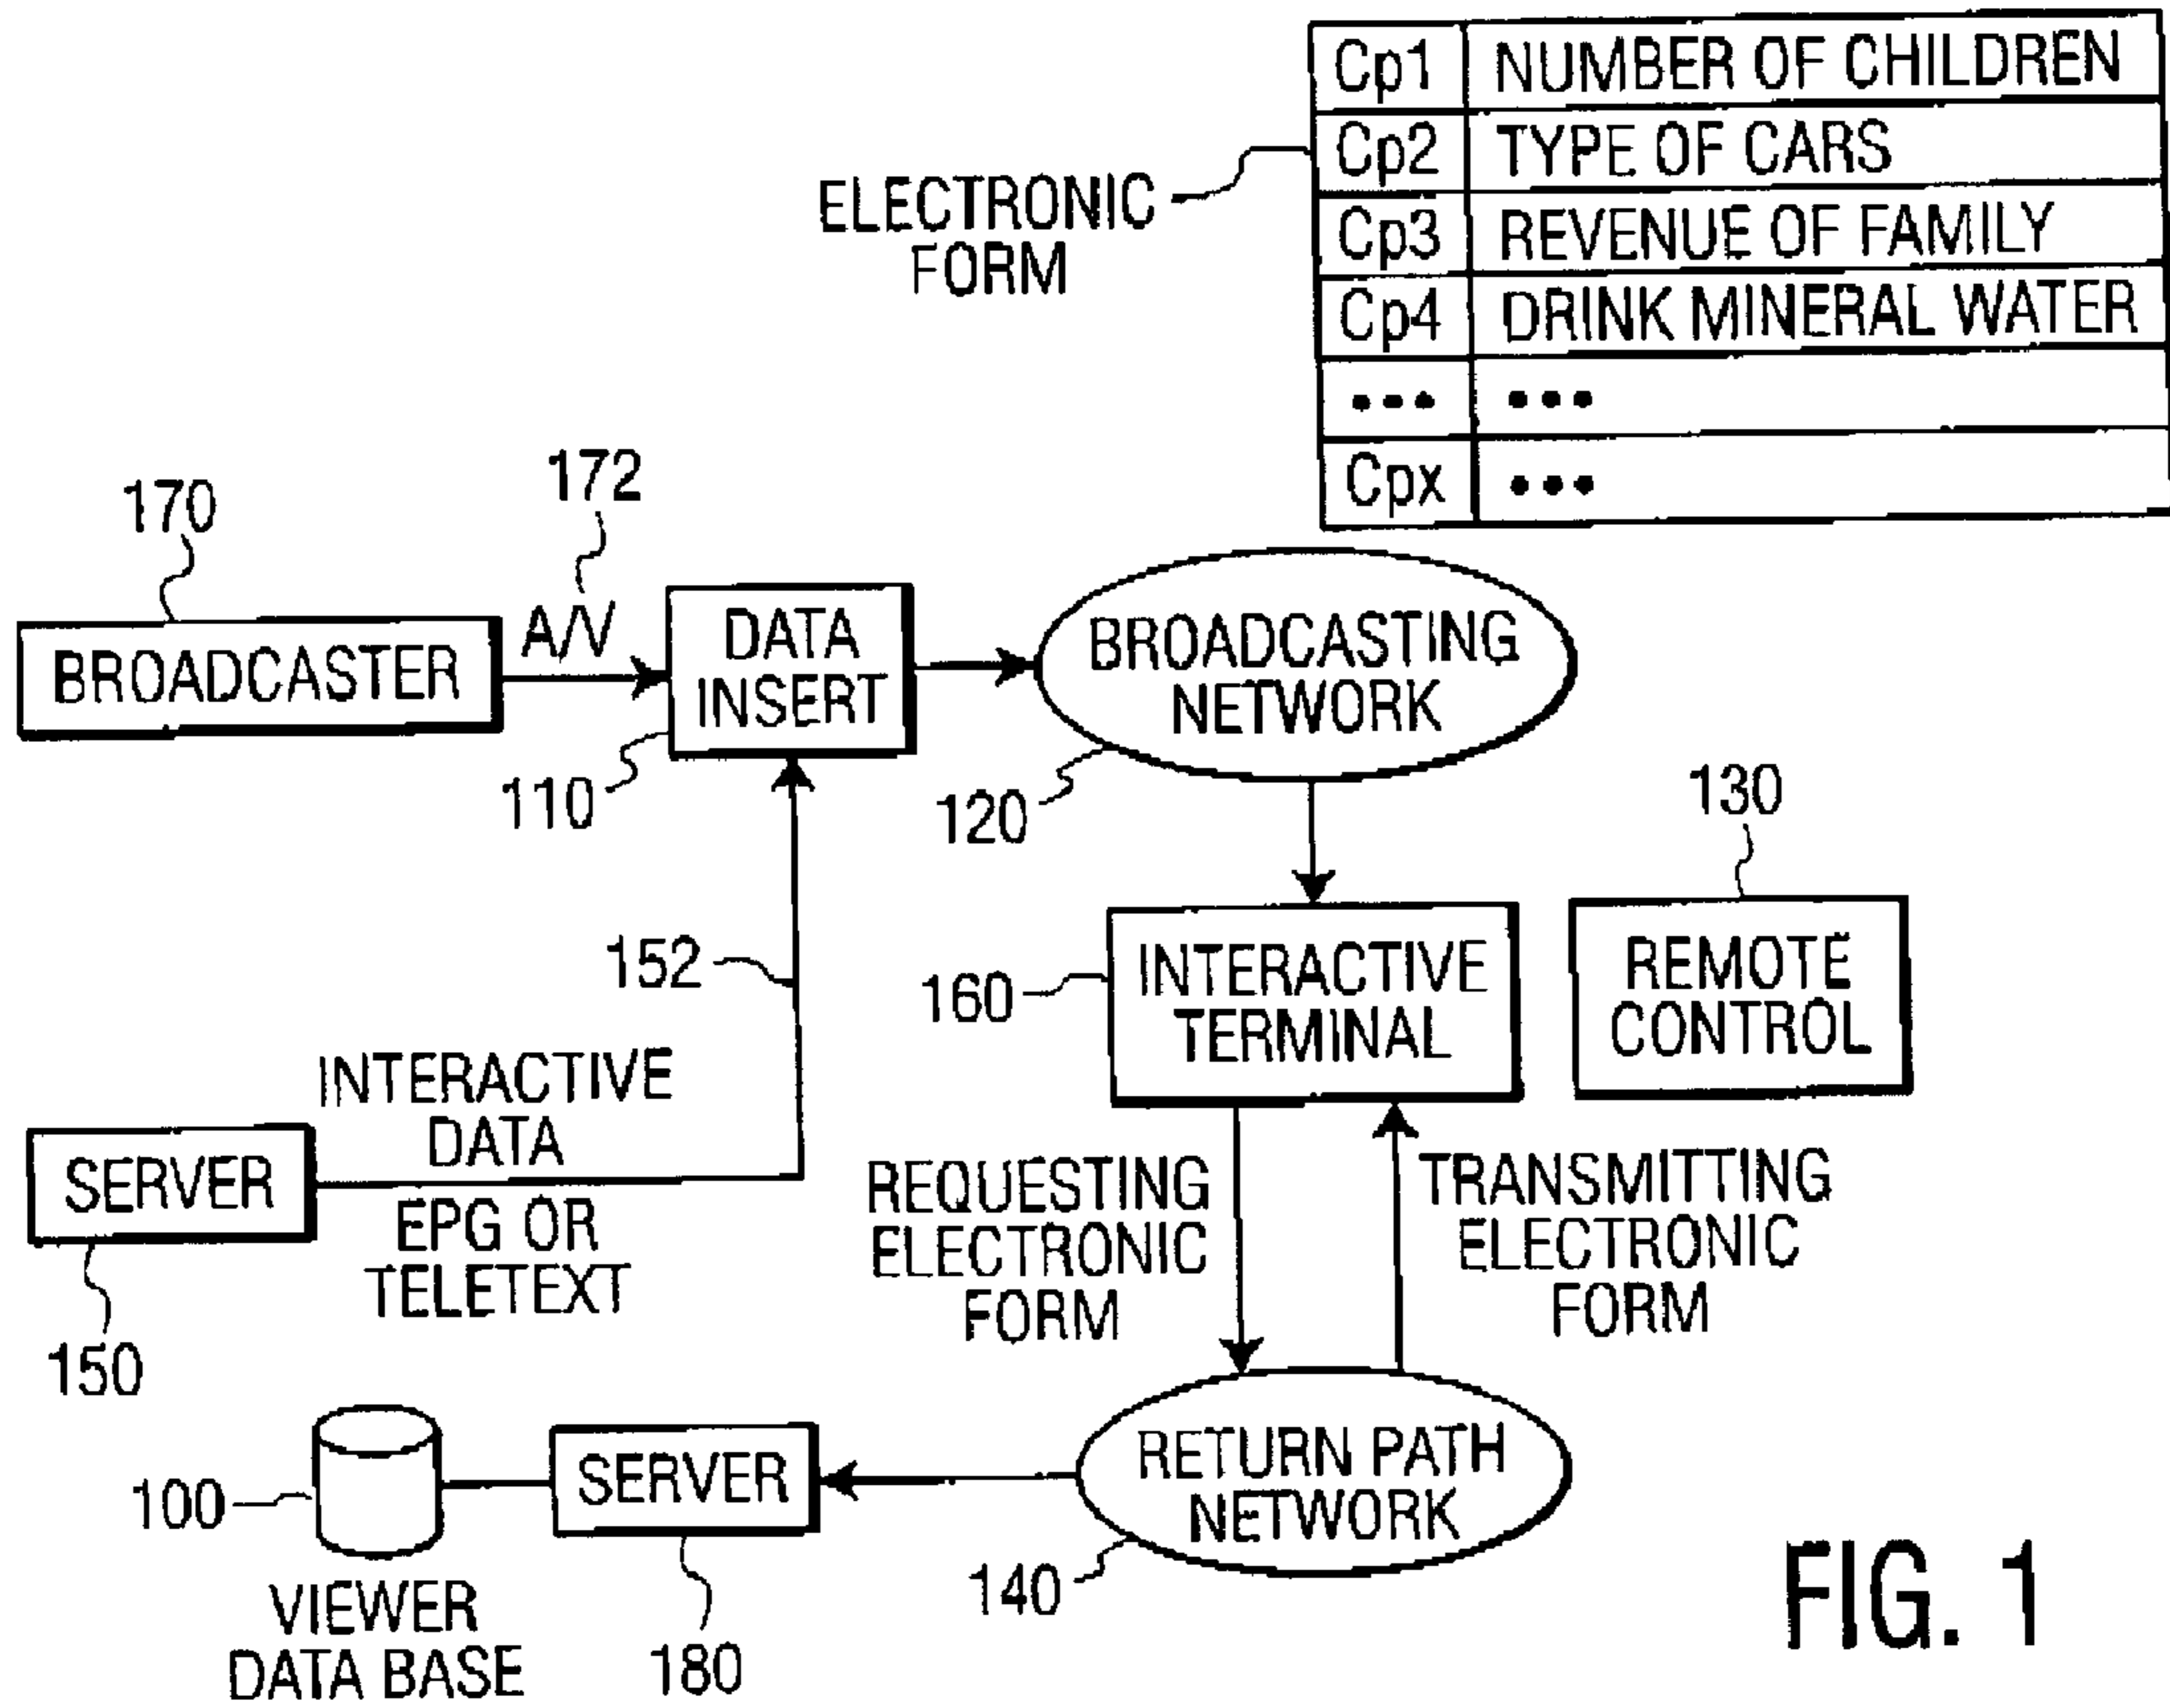 Cp1 NUMBER OF CHILDREN
Cp2 TYPE OF CARS
Cp3 REVENUE OF FAMILY
Cp4 DRINK MINERAL WATER
••• •••
Cpx •••
ELECTRONIC
FORM
170
172
BROADCASTER
A/V
DATA
INSERT
BROADCASTING
NETWORK
110
120
130
152
160
INTERACTIVE
TERMINAL
REMOTE
CONTROL
INTERACTIVE
DATA
SERVER
EPG OR
TELETEXT
150
REQUESTING
ELECTRONIC
FORM
TRANSMITTING
ELECTRONIC
FORM
100
SERVER
RETURN PATH
NETWORK
140
VIEWER
DATA BASE
180
FIG. 1